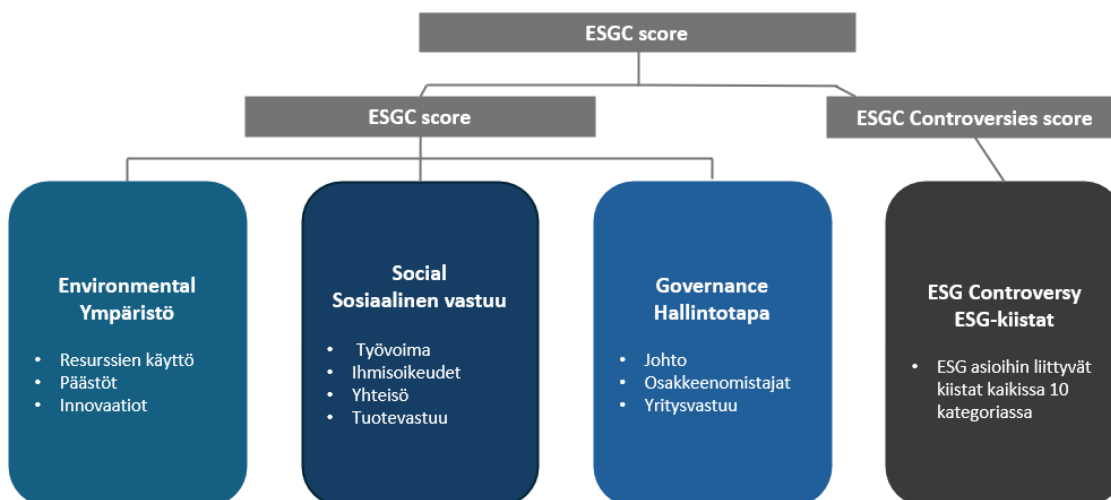 ESGC score
ESGC score
ESGC Controversies score
Environmental
Ympäristö
• Resurssien käyttö
• Päästöt
• Innovaatiot
Social
Sosiaalinen vastuu
• Työvoima
• Ihmisoikeudet
• Yhteisö
• Tuotevastuu
Governance
Hallintotapa
• Johto
• Osakkeenomistajat
• Yritysvastuu
ESG Controversy
ESG-kiistat
• ESG asioihin liittyvät
kiistat kaikissa 10
kategoriassa